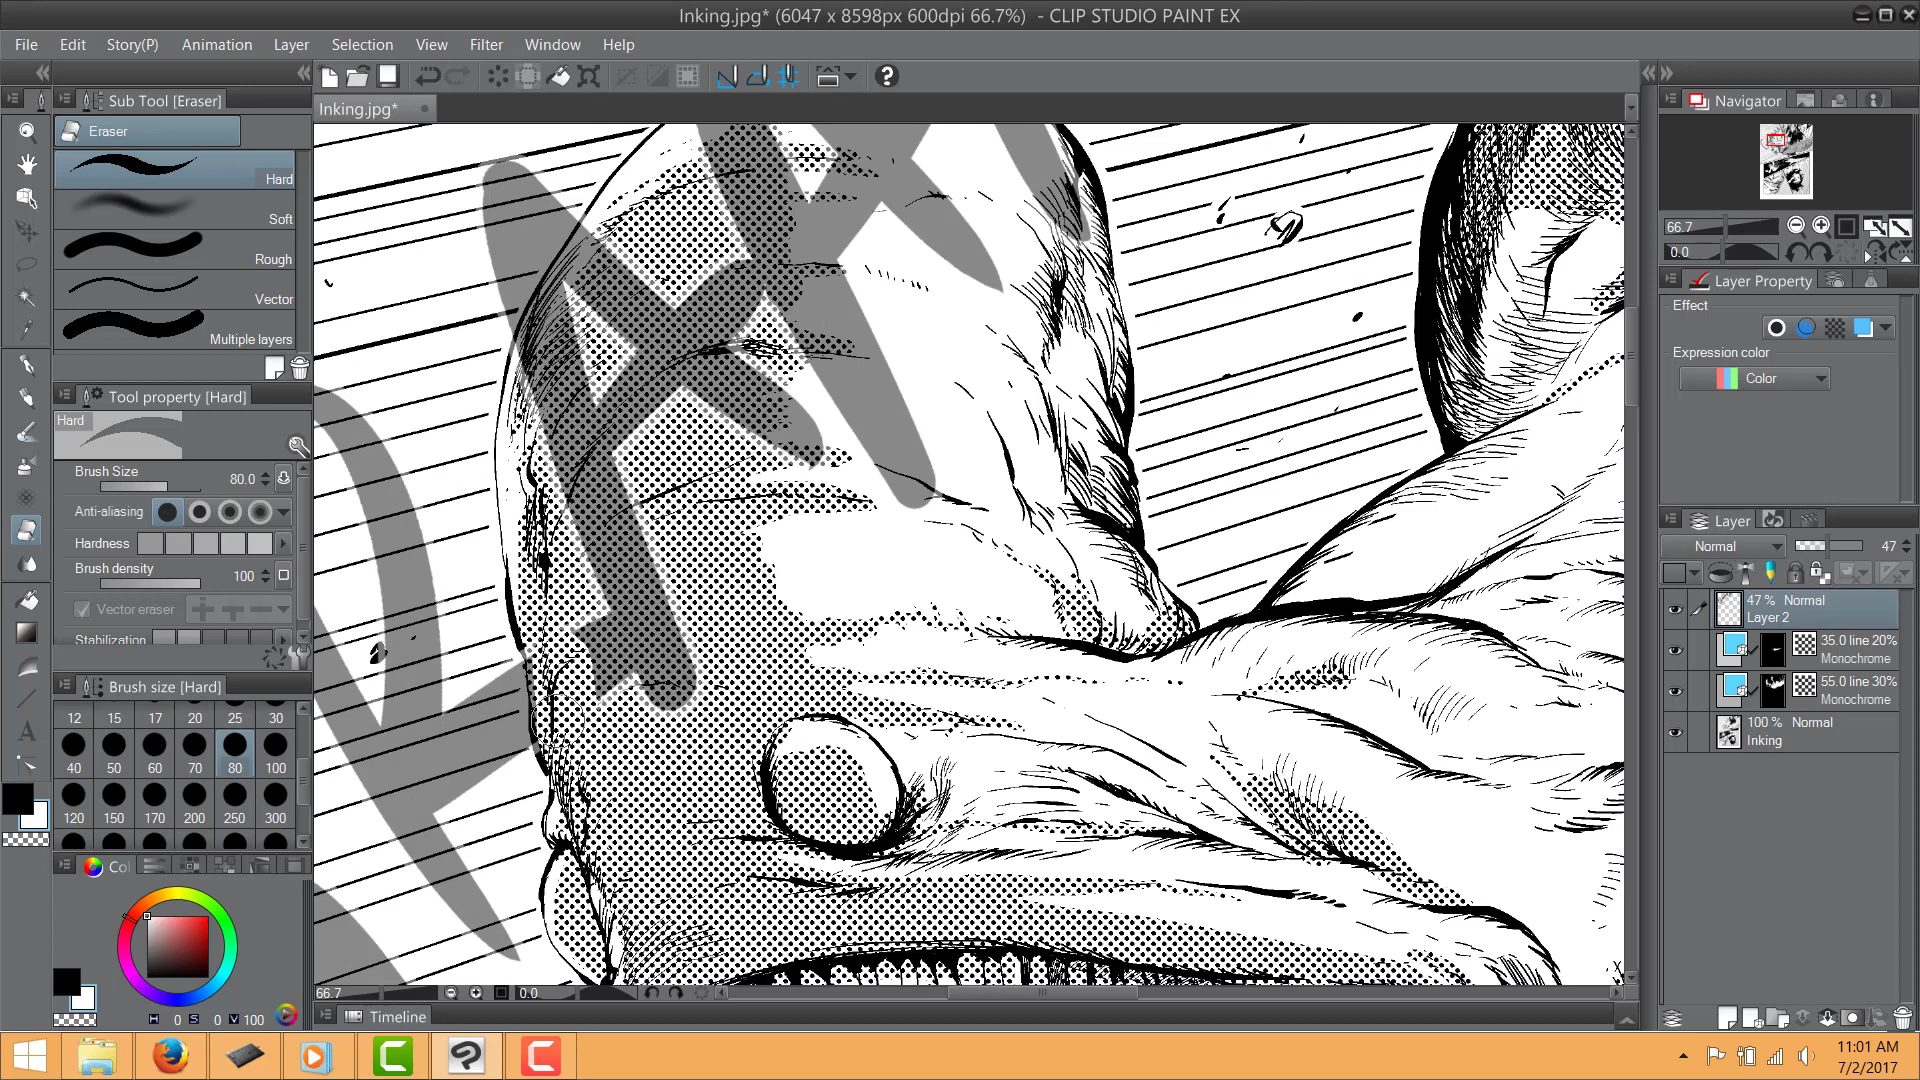 Inking.jpg* (6047 x 8598px 600dpi 66.7%) - CLIP STUDIO PAINT EX
File Edit Story(P) Animation Layer Selection View Filter Window Help
Sub Tool [Eraser]
Inking.jpg*
Eraser
Hard
Soft
Rough
Vector
Multiple layers
Tool property [Hard]
Hard
Brush Size 80.0
Anti-aliasing
Hardness
Brush density 100
Vector eraser
Stabilization
Brush size [Hard]
12 15 17 20 25 30
40 50 60 70 80 100
120 150 170 200 250 300
Co
H 0 S 0 V 100
66.7 0.0
Timeline
Navigator
66.7
0.0
Layer Property
Effect
Expression color
Color
Layer
Normal 47
47 % Normal
Layer 2
35.0 line 20%
Monochrome
55.0 line 30%
Monochrome
100 % Normal
Inking
11:01 AM
7/2/2017